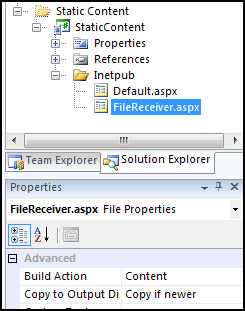 Static Content
StaticContent
Properties
References
Inetpub
Default.aspx
FileReceiver.aspx
Team Explorer Solution Explorer
Properties
FileReceiver.aspx File Properties
Advanced
Build Action Content
Copy to Output Di Copy if newer